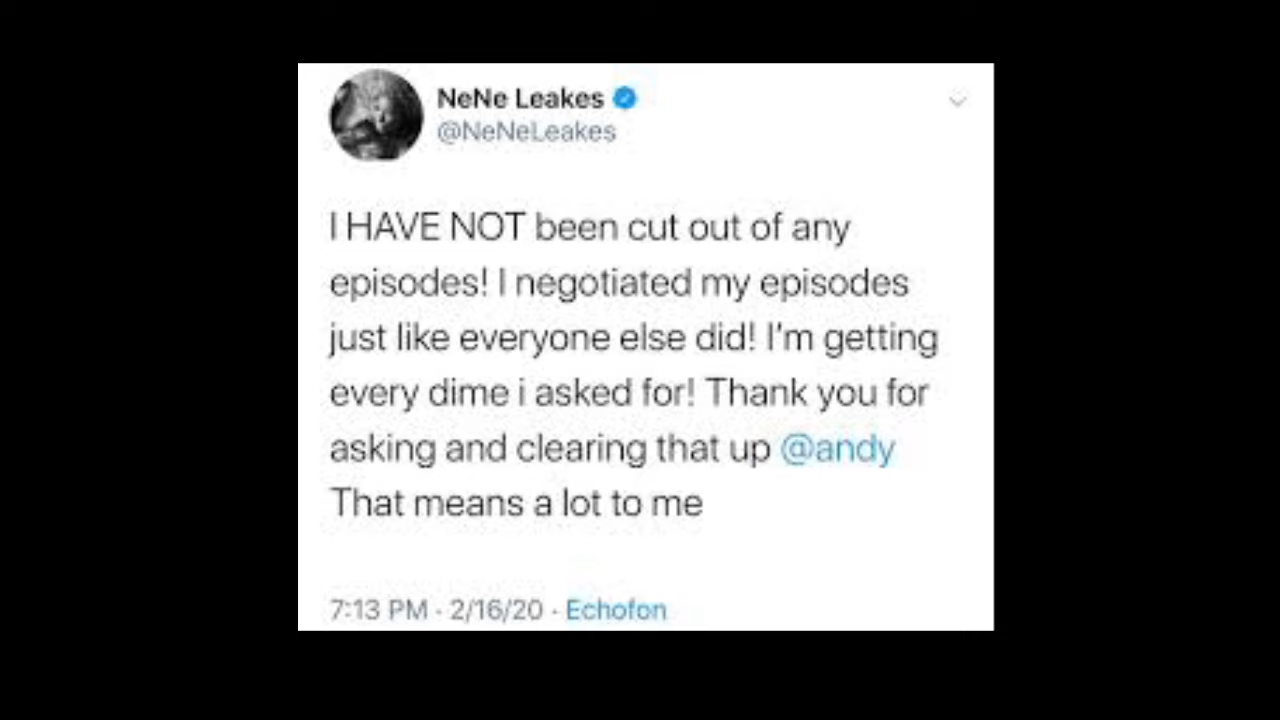 NeNe Leakes
@NeNeLeakes
I HAVE NOT been cut out of any
episodes! I negotiated my episodes
just like everyone else did! I'm getting
every dime i asked for! Thank you for
asking and clearing that up @andy
That means a lot to me
7:13 PM · 2/16/20 · Echofon